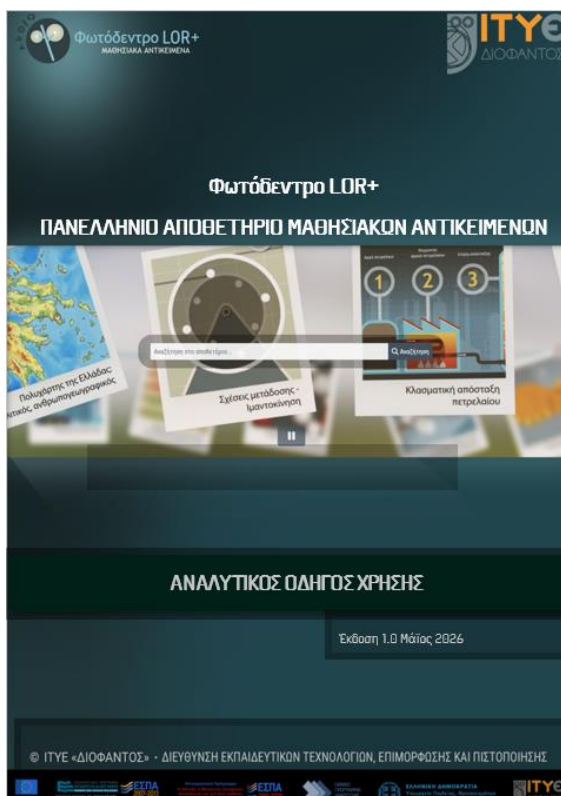 Φωτόδεντρο LOR+
ΜΑΘΗΣΙΑΚΑ ΑΝΤΙΚΕΙΜΕΝΑ
ΙΤΥΕ
ΔΙΟΦΑΝΤΟΣ
Φωτόδεντρο LOR+
ΠΑΝΕΛΛΗΝΙΟ ΑΠΟΘΕΤΗΡΙΟ ΜΑΘΗΣΙΑΚΩΝ ΑΝΤΙΚΕΙΜΕΝΩΝ
1 2 3
Αναζήτηση στο αποθετήριο...
Αναζήτηση
Πολυχάρτης της Ελλάδας:
ανθρωπογεωγραφικός
Σχέσεις μετάδοσης -
Ιμαντοκίνηση
Κλασματική απόσταξη
πετρελαίου
ΑΝΑΛΥΤΙΚΟΣ ΟΔΗΓΟΣ ΧΡΗΣΗΣ
Έκδοση 1.0 Μάϊος 2026
© ΙΤΥΕ «ΔΙΟΦΑΝΤΟΣ» - ΔΙΕΥΘΥΝΣΗ ΕΚΠΑΙΔΕΥΤΙΚΩΝ ΤΕΧΝΟΛΟΓΙΩΝ, ΕΠΙΜΟΡΦΩΣΗΣ ΚΑΙ ΠΙΣΤΟΠΟΙΗΣΗΣ
ΕΣΠΑ
ΕΣΠΑ
ΕΛΛΗΝΙΚΗ ΔΗΜΟΚΡΑΤΙΑ
ΙΤΥΕ